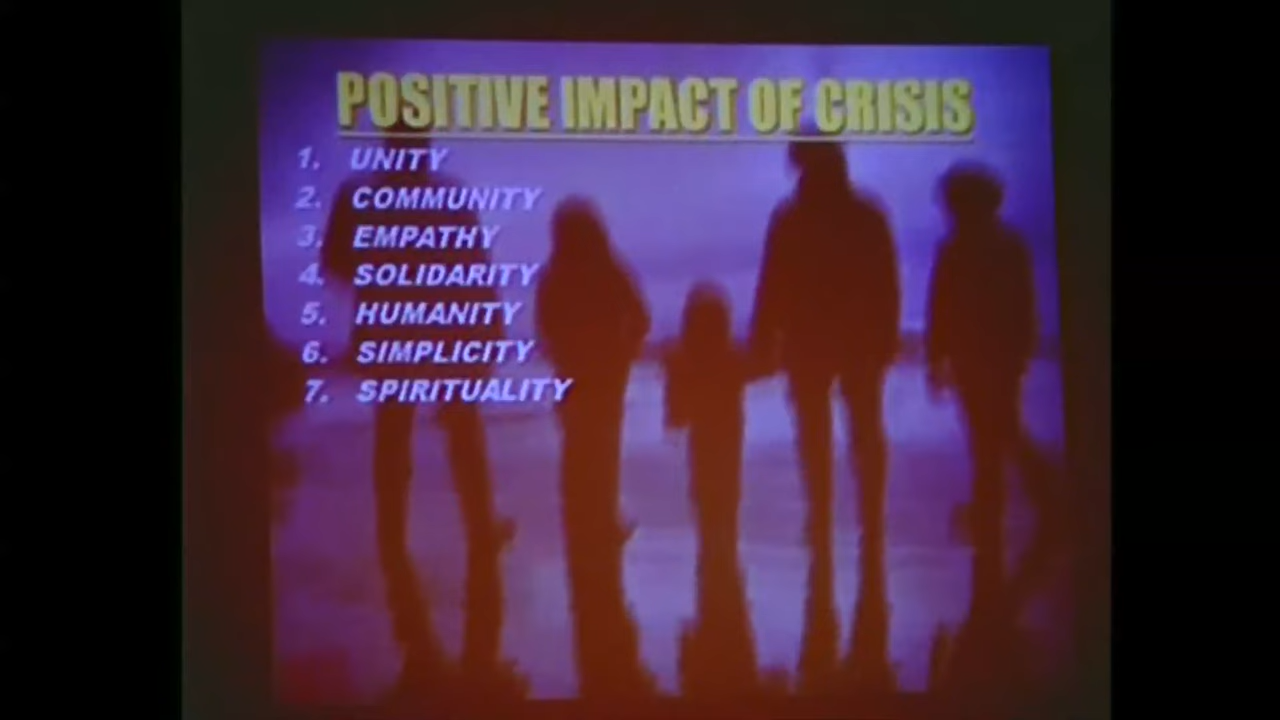 POSITIVE IMPACT OF CRISIS
1. UNITY
2. COMMUNITY
3. EMPATHY
4. SOLIDARITY
5. HUMANITY
6. SIMPLICITY
7. SPIRITUALITY